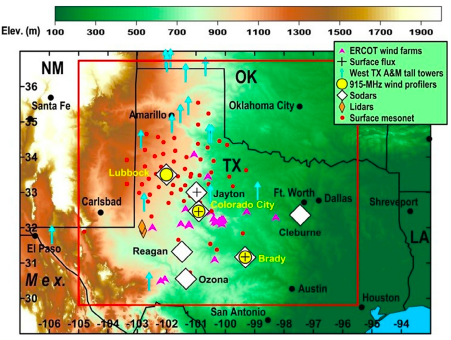 Elev. (m)
100 300 500 700 900 1100 1300 1500 1700 1900
ERCOT wind farms
Surface flux
West TX A&M tall towers
915-MHz wind profilers
Sodars
Lidars
Surface mesonet
NM
OK
Santa Fe
Oklahoma City
Amarillo
TX
Lubbock
Jayton
Ft. Worth
Dallas
Carlsbad
Colorado City
Shreveport
Cleburne
LA
El Paso
Reagan
Brady
Mex.
Ozona
Austin
Houston
San Antonio
36
35
34
33
32
31
30
-106 -105 -104 -103 -102 -101 -100 -99 -98 -97 -96 -95 -94 -93